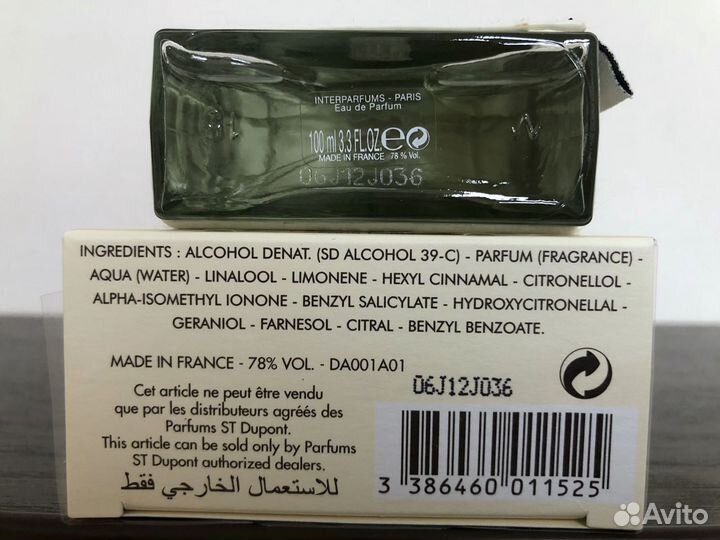 INTERPARFUMS - PARIS
Eau de Parfum
100 ml 3.3 FL.OZ. e
MADE IN FRANCE 78 % Vol.
06J12J036
INGREDIENTS : ALCOHOL DENAT. (SD ALCOHOL 39-C) - PARFUM (FRAGRANCE) -
AQUA (WATER) - LINALOOL - LIMONENE - HEXYL CINNAMAL - CITRONELLOL -
ALPHA-ISOMETHYL IONONE - BENZYL SALICYLATE - HYDROXYCITRONELLAL -
GERANIOL - FARNESOL - CITRAL - BENZYL BENZOATE.
MADE IN FRANCE - 78% VOL. - DA001A01
06J12J036
Cet article ne peut être vendu
que par les distributeurs agréés des
Parfums ST Dupont.
This article can be sold only by Parfums
ST Dupont authorized dealers.
للاستعمال الخارجي فقط
3 386460 011525
Avito